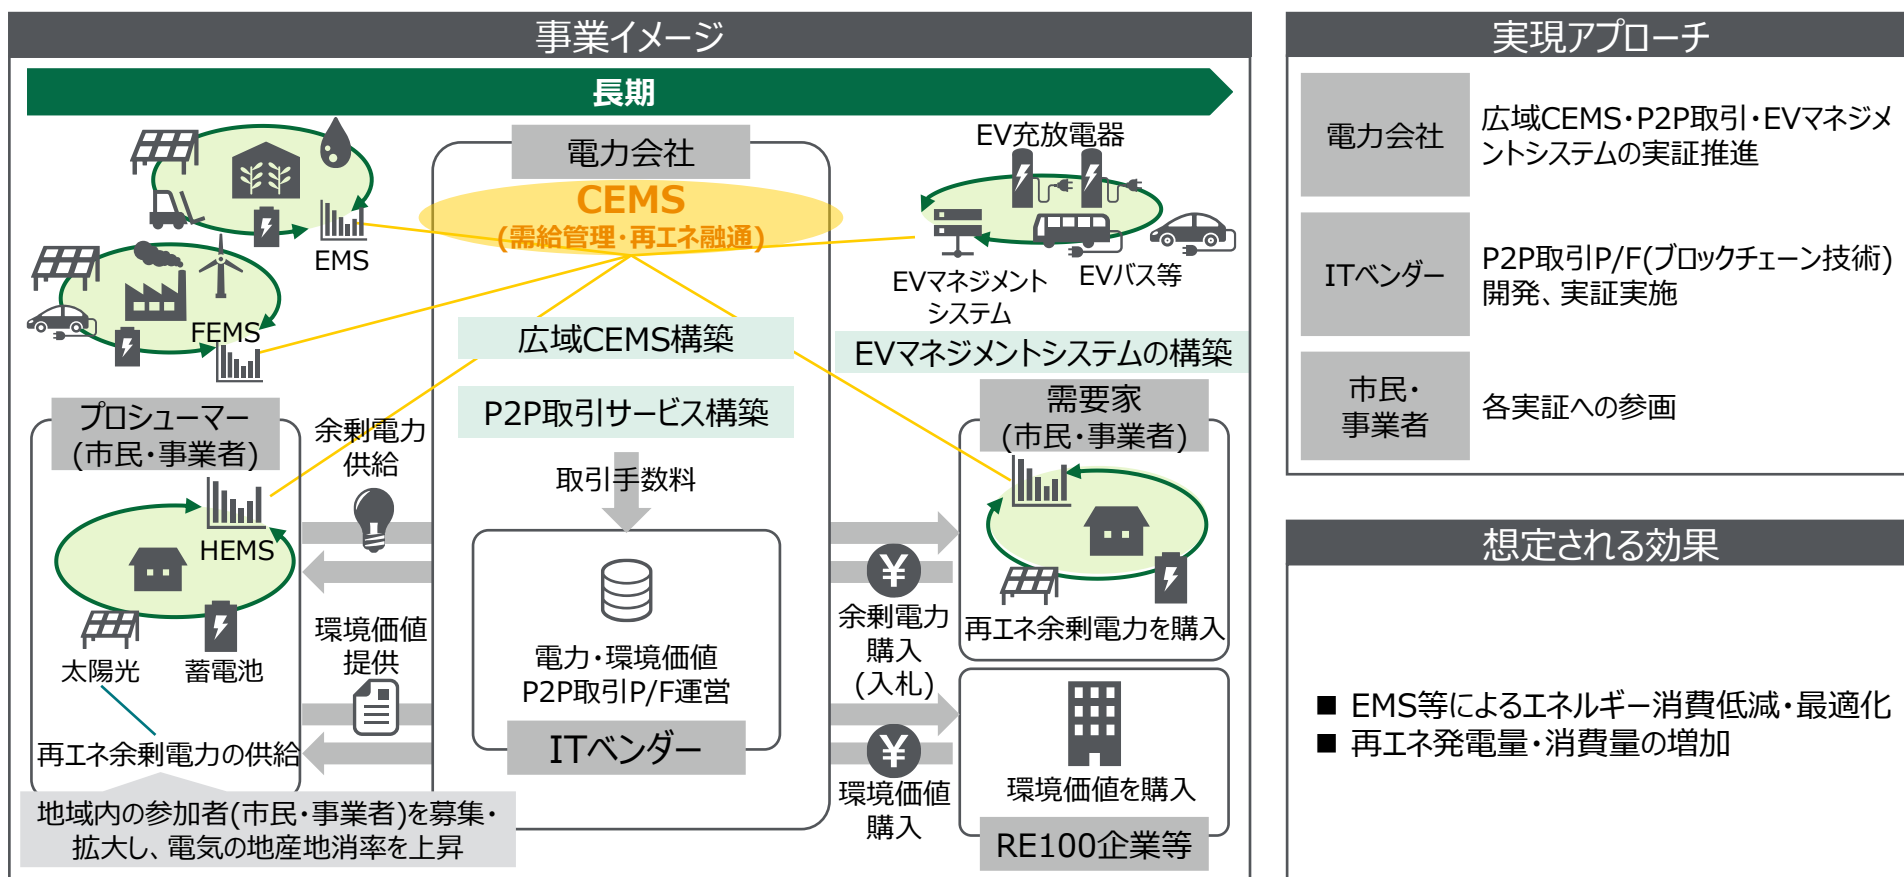 事業イメージ
長期
電力会社
CEMS
(需給管理・再エネ融通)
EMS
FEMS
EV充放電器
EVマネジメント
システム
EVバス等
広域CEMS構築
EVマネジメントシステムの構築
P2P取引サービス構築
プロシューマー
(市民・事業者)
余剰電力
供給
HEMS
太陽光
蓄電池
環境価値
提供
再エネ余剰電力の供給
地域内の参加者(市民・事業者)を募集・
拡大し、電気の地産地消率を上昇
取引手数料
電力・環境価値
P2P取引P/F運営
ITベンダー
需要家
(市民・事業者)
再エネ余剰電力を購入
余剰電力
購入
(入札)
環境価値
購入
環境価値を購入
RE100企業等
実現アプローチ
電力会社
広域CEMS・P2P取引・EVマネジメ
ントシステムの実証推進
ITベンダー
P2P取引P/F(ブロックチェーン技術)
開発、実証実施
市民・
事業者
各実証への参画
想定される効果
■ EMS等によるエネルギー消費低減・最適化
■ 再エネ発電量・消費量の増加